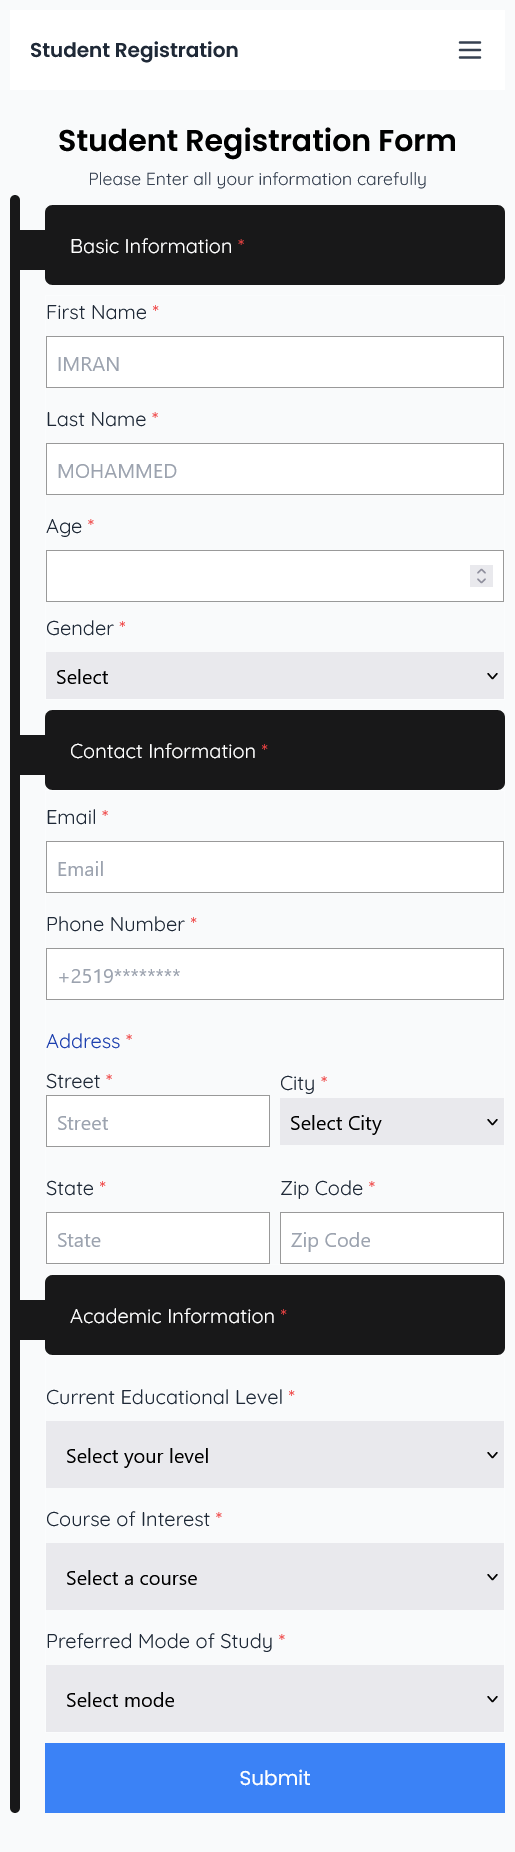 Student Registration
Student Registration Form
Please Enter all your information carefully
Basic Information *
First Name *
IMRAN
Last Name *
MOHAMMED
Age *
Gender *
Select
Contact Information *
Email *
Email
Phone Number *
+2519********
Address *
Street * City *
Street Select City
State * Zip Code *
State Zip Code
Academic Information *
Current Educational Level *
Select your level
Course of Interest *
Select a course
Preferred Mode of Study *
Select mode
Submit